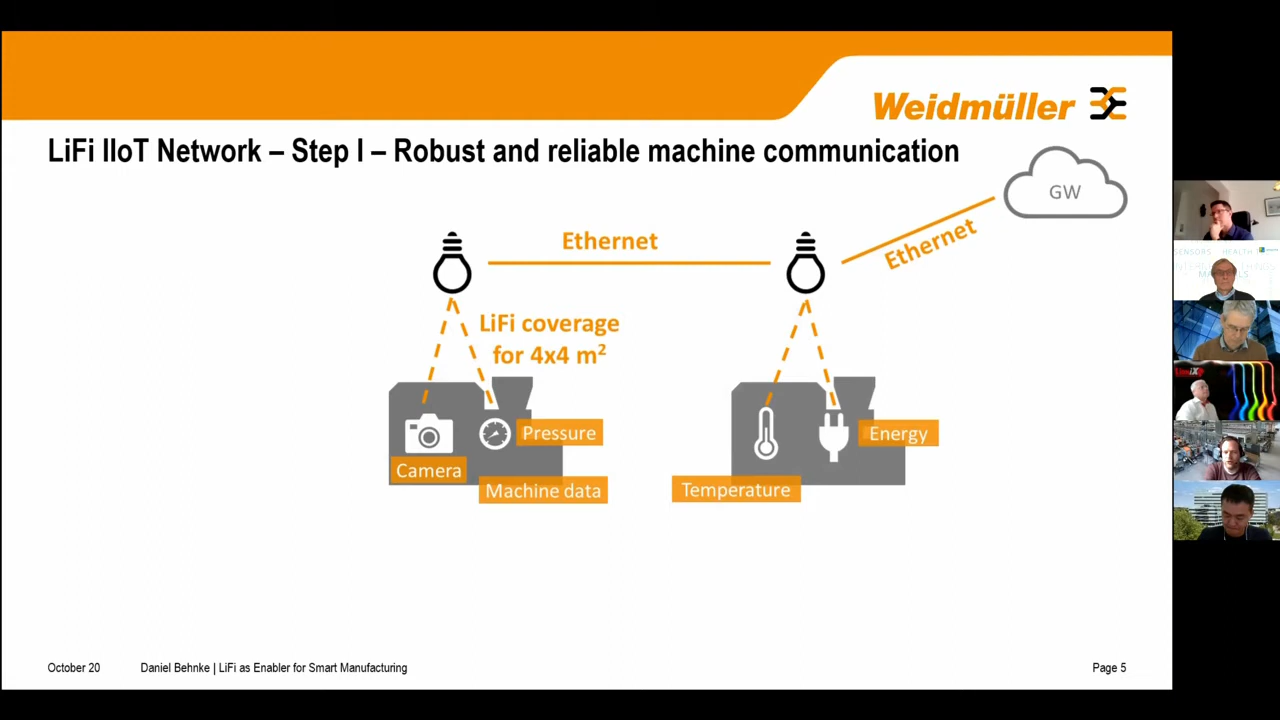 Weidmüller
LiFi IIoT Network – Step I – Robust and reliable machine communication
GW
Ethernet
Ethernet
LiFi coverage
for 4x4 m²
Pressure
Camera
Machine data
Energy
Temperature
October 20
Daniel Behnke | LiFi as Enabler for Smart Manufacturing
Page 5